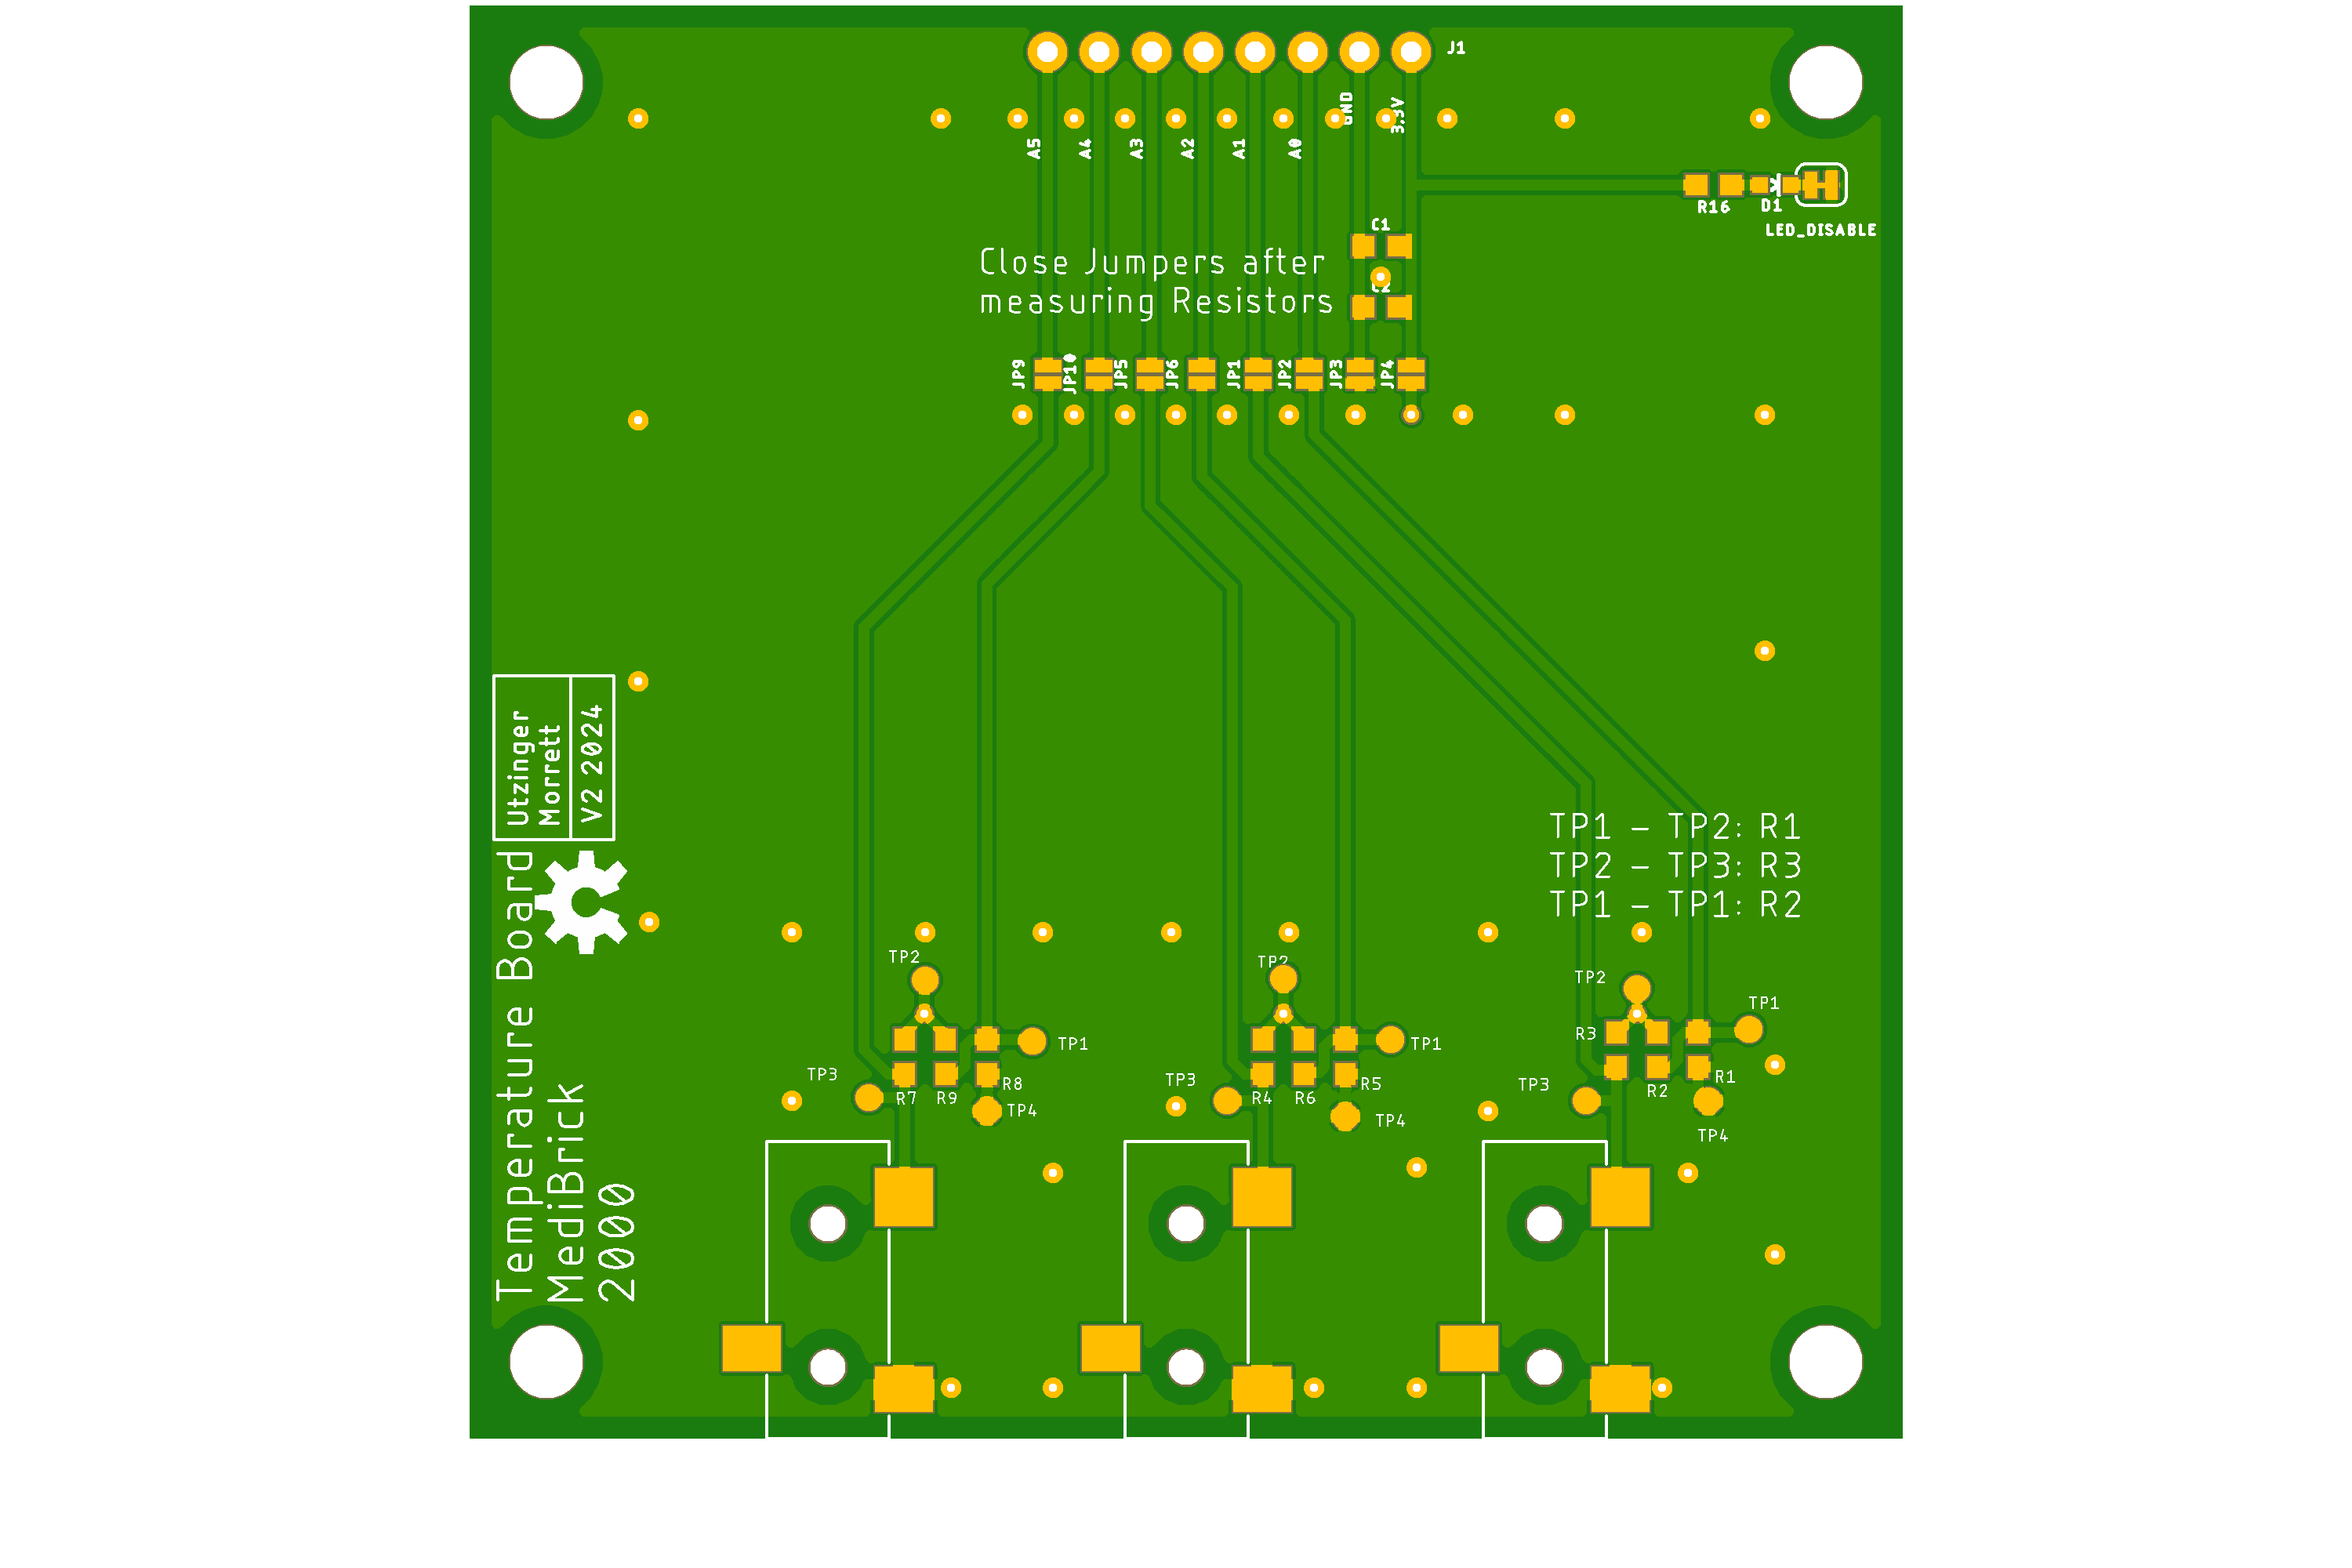 J1
GND
3.3V
A5
A4
A3
A2
A1
A0
R16
D1
LED_DISABLE
C1
Close Jumpers after
measuring Resistors
C2
JP9
JP10
JP5
JP6
JP1
JP2
JP3
JP4
Utzinger
Morrett
V2 2024
TP1 - TP2: R1
TP2 - TP3: R3
TP1 - TP1: R2
Temperature Board
MediBrick
2000
TP2
TP1
TP3
R8
R7
R9
TP4
TP2
TP1
TP3
R5
R4
R6
TP4
TP2
TP1
R3
TP3
R1
R2
TP4